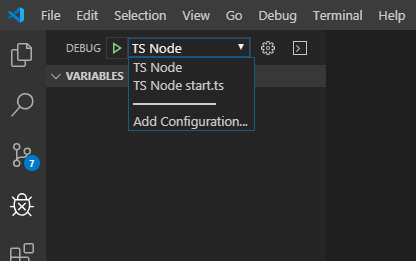 File Edit Selection View Go Debug Terminal
DEBUG TS Node
TS Node
VARIABLES
TS Node start.ts
Add Configuration...
7